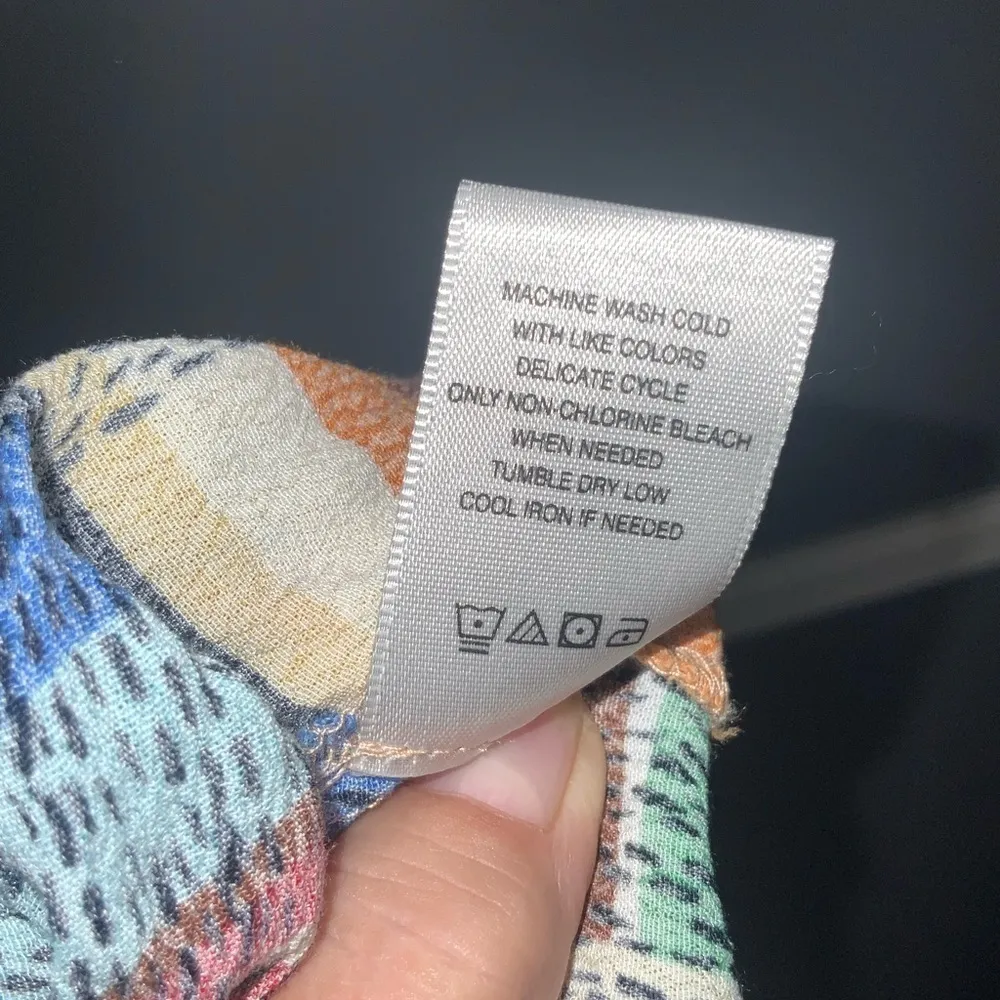 MACHINE WASH COLD
WITH LIKE COLORS
DELICATE CYCLE
ONLY NON-CHLORINE BLEACH
WHEN NEEDED
TUMBLE DRY LOW
COOL IRON IF NEEDED